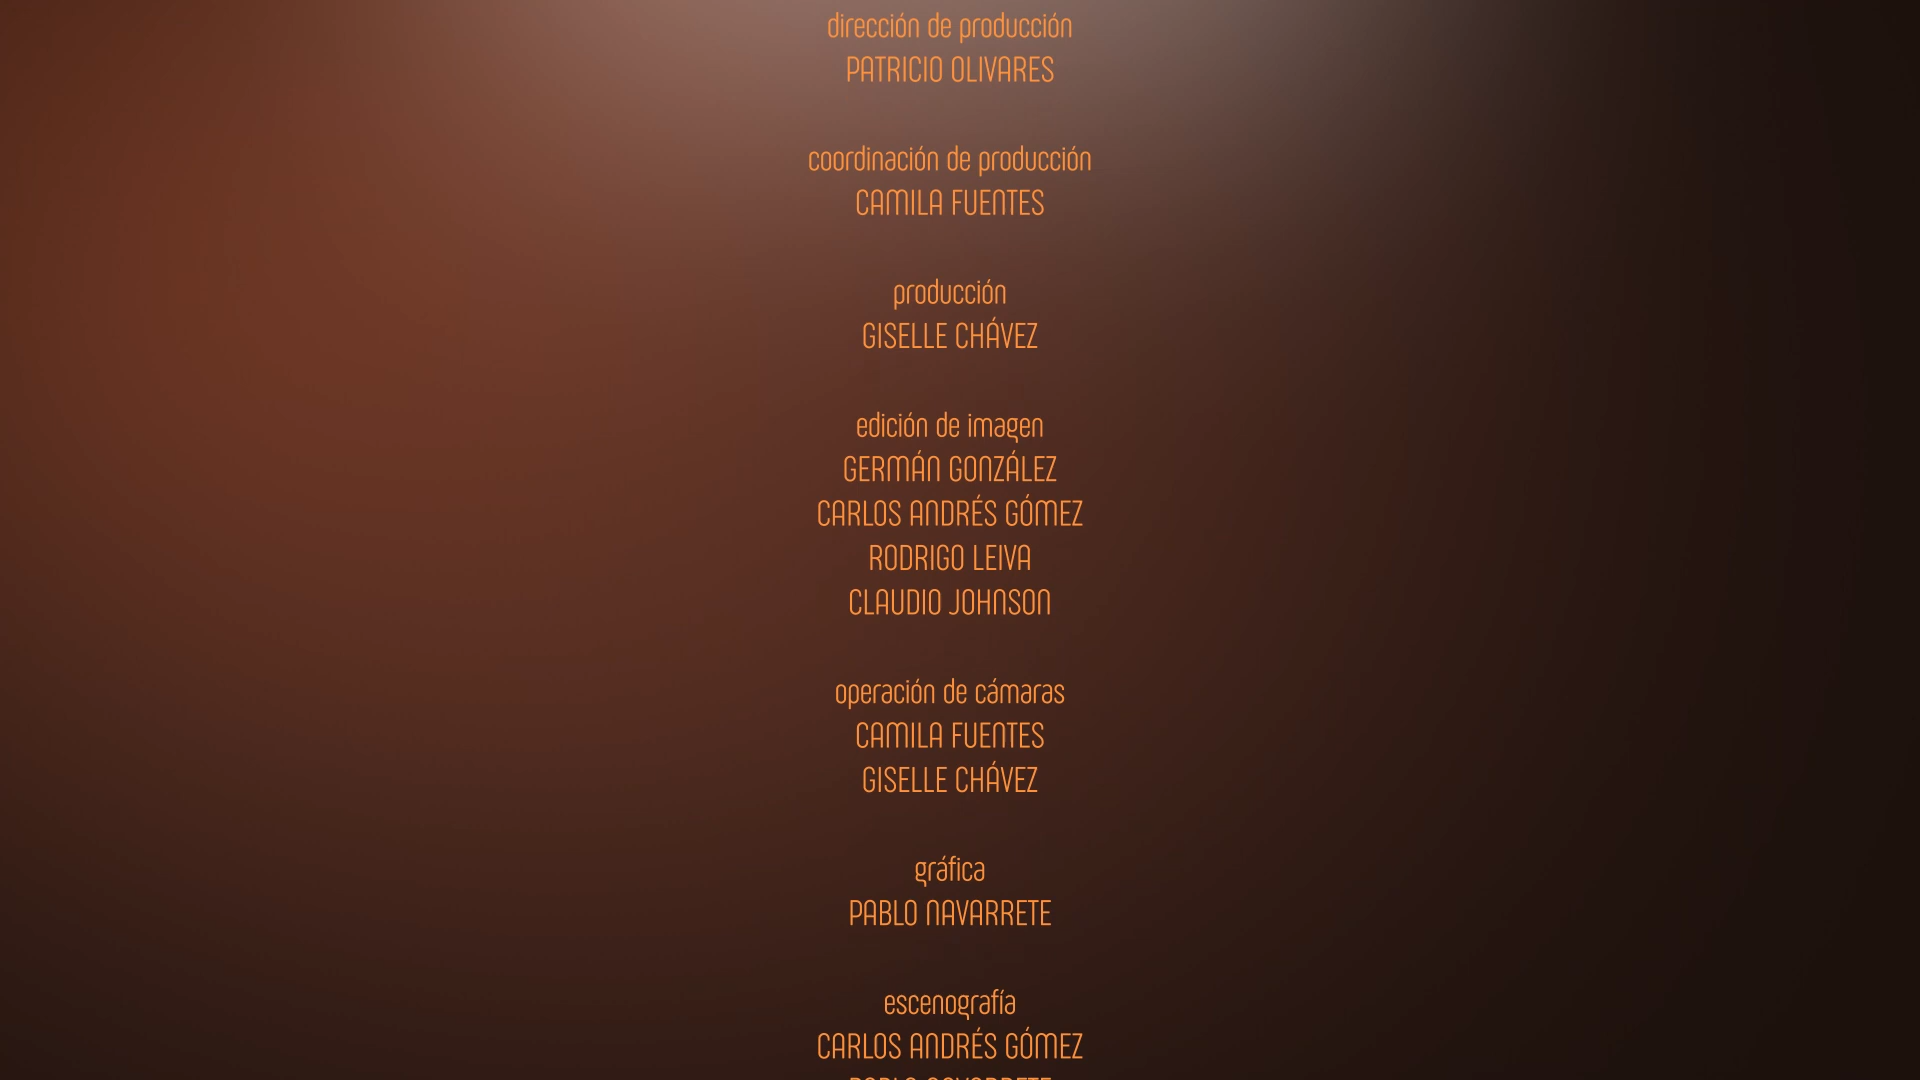 dirección de producción
PATRICIO OLIVARES
coordinación de producción
CAMILA FUENTES
producción
GISELLE CHÁVEZ
edición de imagen
GERMÁN GONZÁLEZ
CARLOS ANDRÉS GÓMEZ
RODRIGO LEIVA
CLAUDIO JOHNSON
operación de cámaras
CAMILA FUENTES
GISELLE CHÁVEZ
gráfica
PABLO NAVARRETE
escenografía
CARLOS ANDRÉS GÓMEZ